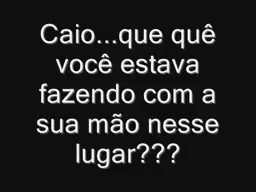 Caio...que quê
você estava
fazendo com a
sua mão nesse
lugar???